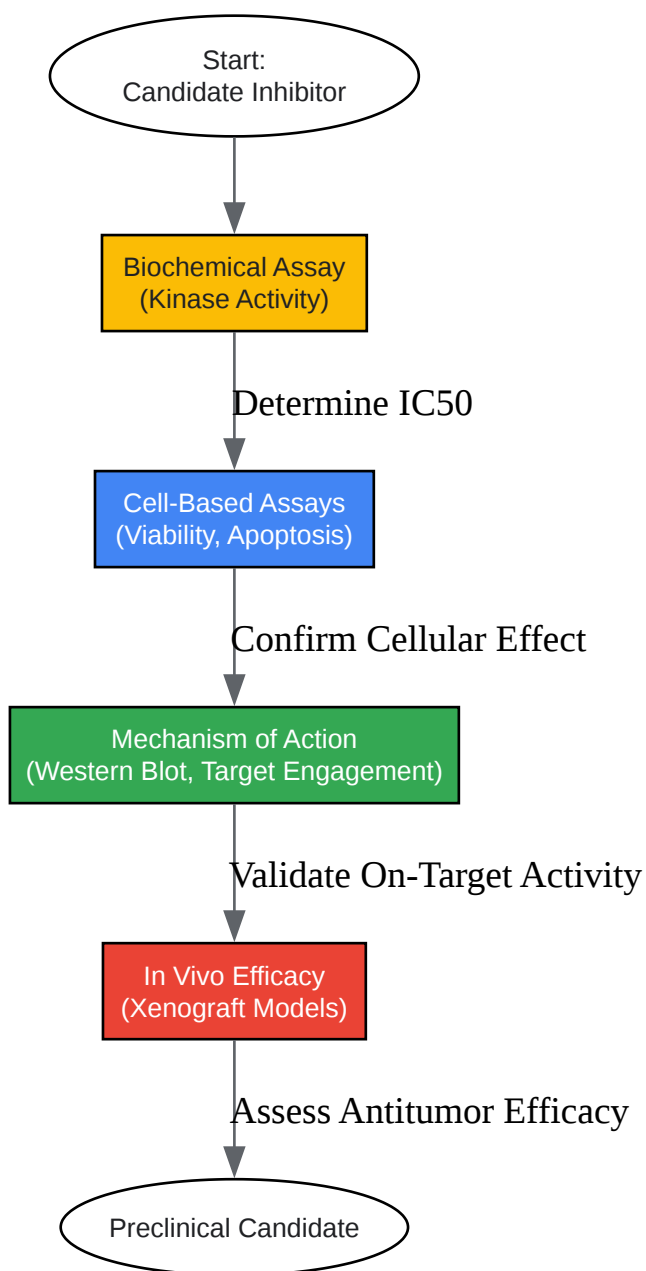 Start:
Candidate Inhibitor
Biochemical Assay
(Kinase Activity)
Determine IC50
Cell-Based Assays
(Viability, Apoptosis)
Confirm Cellular Effect
Mechanism of Action
(Western Blot, Target Engagement)
Validate On-Target Activity
In Vivo Efficacy
(Xenograft Models)
Assess Antitumor Efficacy
Preclinical Candidate